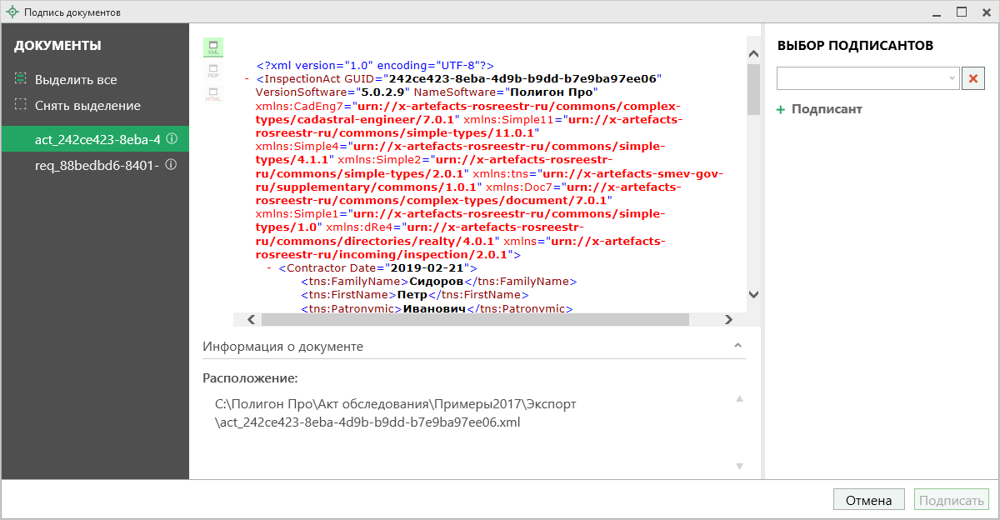 Подпись документов
ДОКУМЕНТЫ
Выделить все
Снять выделение
act_242ce423-8eba-4
req_88bedbd6-8401-
XML
PDF
HTML
<?xml version="1.0" encoding="UTF-8"?>
- <InspectionAct GUID="242ce423-8eba-4d9b-b9dd-b7e9ba97ee06"
VersionSoftware="5.0.2.9" NameSoftware="Полигон Про"
xmlns:CadEng7="urn://x-artefacts-rosreestr-ru/commons/complex-
types/cadastral-engineer/7.0.1" xmlns:Simple11="urn://x-artefacts-
rosreestr-ru/commons/simple-types/11.0.1"
xmlns:Simple4="urn://x-artefacts-rosreestr-ru/commons/simple-
types/4.1.1" xmlns:Simple2="urn://x-artefacts-rosreestr-
ru/commons/simple-types/2.0.1" xmlns:tns="urn://x-artefacts-smev-gov-
ru/supplementary/commons/1.0.1" xmlns:Doc7="urn://x-artefacts-
rosreestr-ru/commons/complex-types/document/7.0.1"
xmlns:Simple1="urn://x-artefacts-rosreestr-ru/commons/simple-
types/1.0" xmlns:dRe4="urn://x-artefacts-rosreestr-
ru/commons/directories/realty/4.0.1" xmlns="urn://x-artefacts-
rosreestr-ru/incoming/inspection/2.0.1">
- <Contractor Date="2019-02-21">
<tns:FamilyName>Сидоров</tns:FamilyName>
<tns:FirstName>Петр</tns:FirstName>
<tns:Patronymic>Иванович</tns:Patronymic>
Информация о документе
Расположение:
C:\Полигон Про\Акт обследования\Примеры2017\Экспорт
\act_242ce423-8eba-4d9b-b9dd-b7e9ba97ee06.xml
ВЫБОР ПОДПИСАНТОВ
+ Подписант
Отмена
Подписать